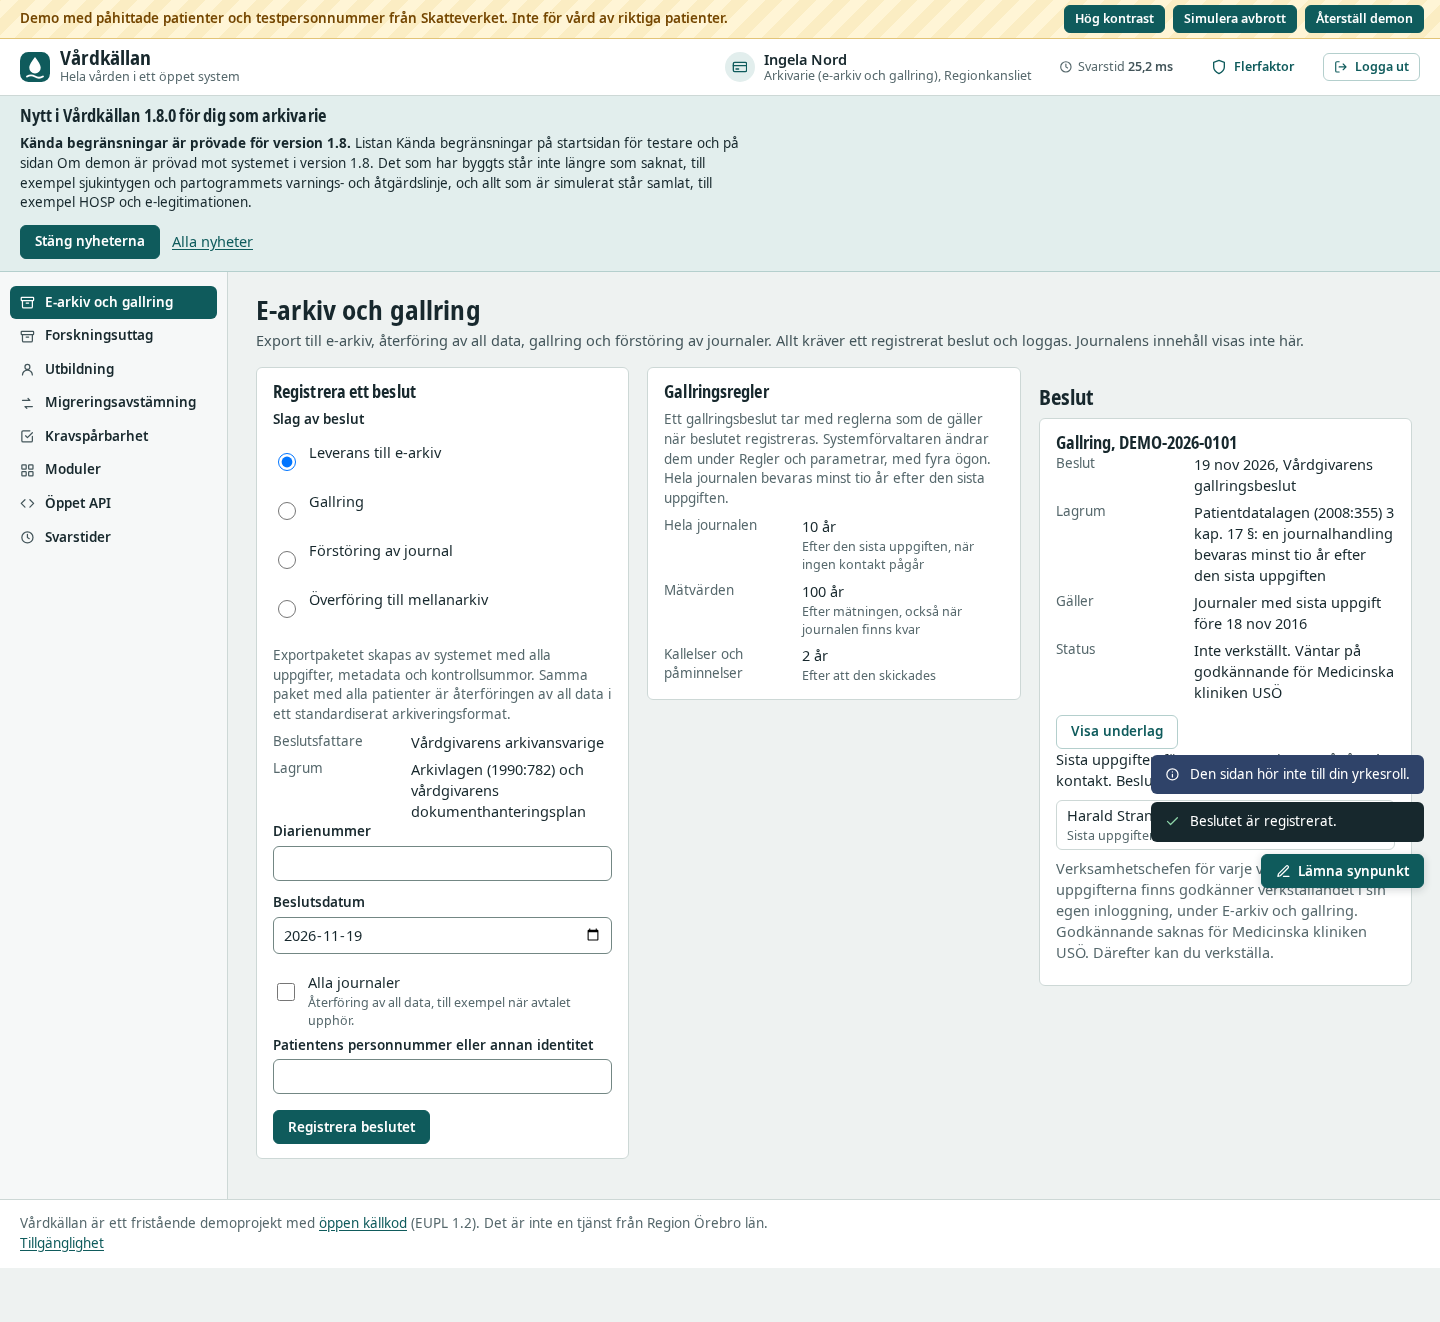 Demo med påhittade patienter och testpersonnummer från Skatteverket. Inte för vård av riktiga patienter.
Hög kontrast
Simulera avbrott
Återställ demon
Vårdkällan
Hela vården i ett öppet system
Ingela Nord
Arkivarie (e-arkiv och gallring), Regionkansliet
Svarstid 25,2 ms
Flerfaktor
Logga ut
Nytt i Vårdkällan 1.8.0 för dig som arkivarie
Kända begränsningar är prövade för version 1.8. Listan Kända begränsningar på startsidan för testare och på
sidan Om demon är prövad mot systemet i version 1.8. Det som har byggts står inte längre som saknat, till
exempel sjukintygen och partogrammets varnings- och åtgärdslinje, och allt som är simulerat står samlat, till
exempel HOSP och e-legitimationen.
Stäng nyheterna
Alla nyheter
E-arkiv och gallring
Forskningsuttag
Utbildning
Migreringsavstämning
Kravspårbarhet
Moduler
Öppet API
Svarstider
E-arkiv och gallring
Export till e-arkiv, återföring av all data, gallring och förstöring av journaler. Allt kräver ett registrerat beslut och loggas. Journalens innehåll visas inte här.
Registrera ett beslut
Slag av beslut
Leverans till e-arkiv
Gallring
Förstöring av journal
Överföring till mellanarkiv
Exportpaketet skapas av systemet med alla
uppgifter, metadata och kontrollsummor. Samma
paket med alla patienter är återföringen av all data i
ett standardiserat arkiveringsformat.
Beslutsfattare
Vårdgivarens arkivansvarige
Lagrum
Arkivlagen (1990:782) och
vårdgivarens
dokumenthanteringsplan
Diarienummer
Beslutsdatum
2026-11-19
Alla journaler
Återföring av all data, till exempel när avtalet
upphör.
Patientens personnummer eller annan identitet
Registrera beslutet
Gallringsregler
Ett gallringsbeslut tar med reglerna som de gäller
när beslutet registreras. Systemförvaltaren ändrar
dem under Regler och parametrar, med fyra ögon.
Hela journalen bevaras minst tio år efter den sista
uppgiften.
Hela journalen
10 år
Efter den sista uppgiften, när
ingen kontakt pågår
Mätvärden
100 år
Efter mätningen, också när
journalen finns kvar
Kallelser och
påminnelser
2 år
Efter att den skickades
Beslut
Gallring, DEMO-2026-0101
Beslut
19 nov 2026, Vårdgivarens
gallringsbeslut
Lagrum
Patientdatalagen (2008:355) 3
kap. 17 §: en journalhandling
bevaras minst tio år efter
den sista uppgiften
Gäller
Journaler med sista uppgift
före 18 nov 2016
Status
Inte verkställt. Väntar på
godkännande för Medicinska
kliniken USÖ
Visa underlag
Sista uppgiften
kontakt.
Harald
Sista
Den sidan hör inte till din yrkesroll.
Beslutet är registrerat.
Lämna synpunkt
Verksamhetschefen för varje
uppgifterna finns godkänner verkställandet i sin
egen inloggning, under E-arkiv och gallring.
Godkännande saknas för Medicinska kliniken
USÖ. Därefter kan du verkställa.
Vårdkällan är ett fristående demoprojekt med öppen källkod (EUPL 1.2). Det är inte en tjänst från Region Örebro län.
Tillgänglighet